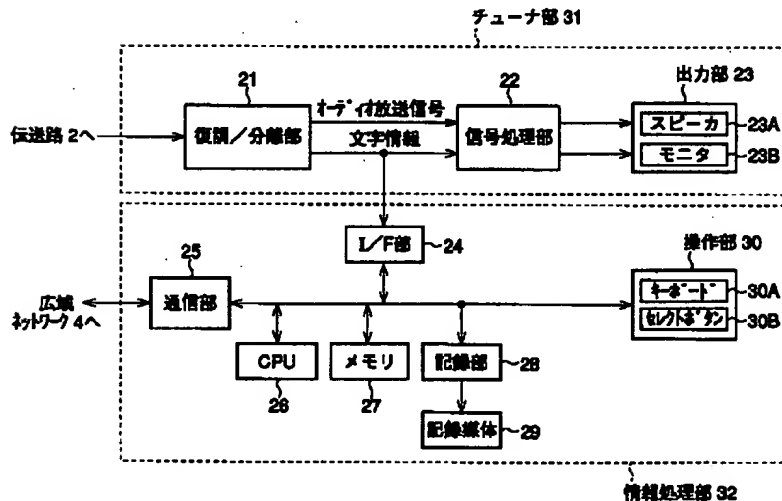 チューナ部 31
21
22
出力部 23
オーディオ放送信号
伝送路 2へ
復調/分離部
文字情報
信号処理部
スピーカ
23A
モニタ
23B
I/F部
24
操作部 30
25
広域
ネットワーク 4へ
通信部
キーボード
30A
セレクトボタン
30B
CPU
メモリ
記録部
28
26
27
記録媒体
29
情報処理部 32